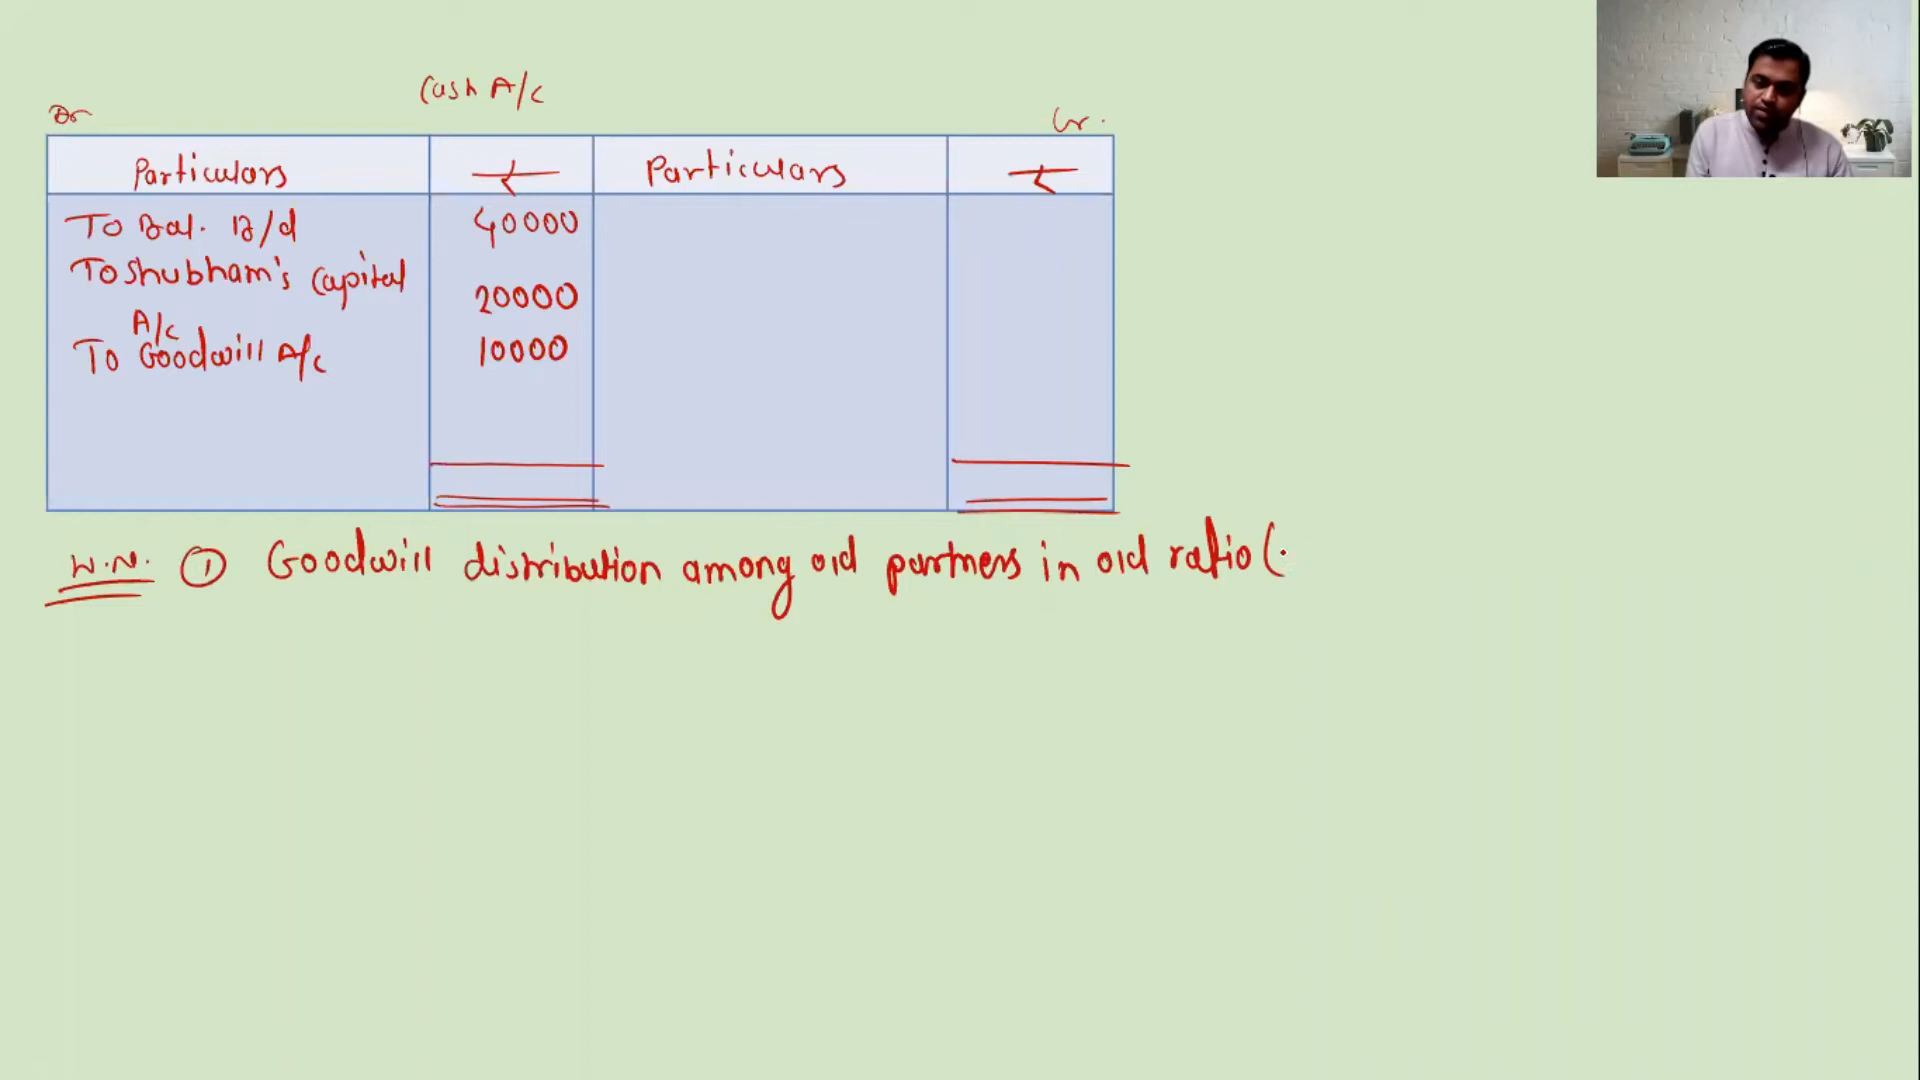 Cash A/c
Dr Cr.
Particulars ₹ Particulars ₹
To Bal. B/d 40000
To Shubham's Capital
A/c 20000
To Goodwill A/c 10000
W.N. ① Goodwill distribution among old partners in old ratio (